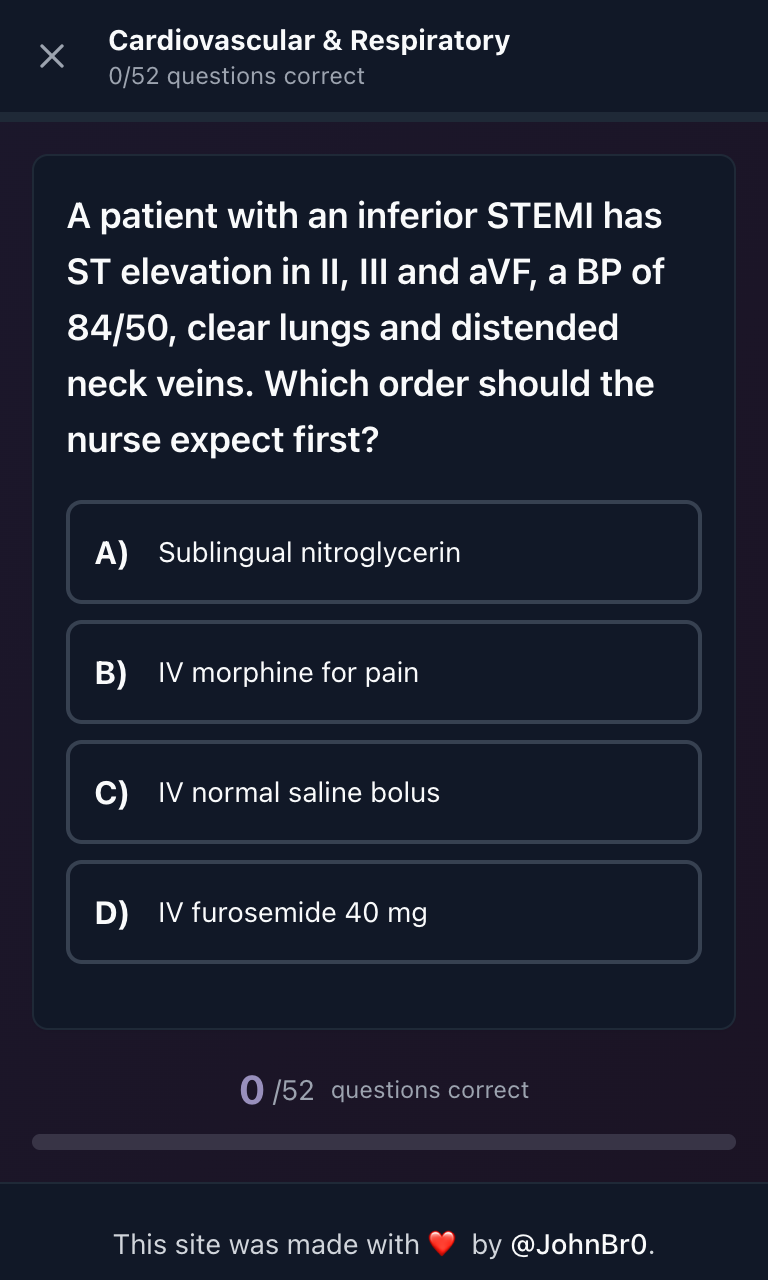 Cardiovascular & Respiratory
0/52 questions correct
A patient with an inferior STEMI has
ST elevation in II, III and aVF, a BP of
84/50, clear lungs and distended
neck veins. Which order should the
nurse expect first?
A) Sublingual nitroglycerin
B) IV morphine for pain
C) IV normal saline bolus
D) IV furosemide 40 mg
0 /52 questions correct
This site was made with ❤️ by @JohnBr0.